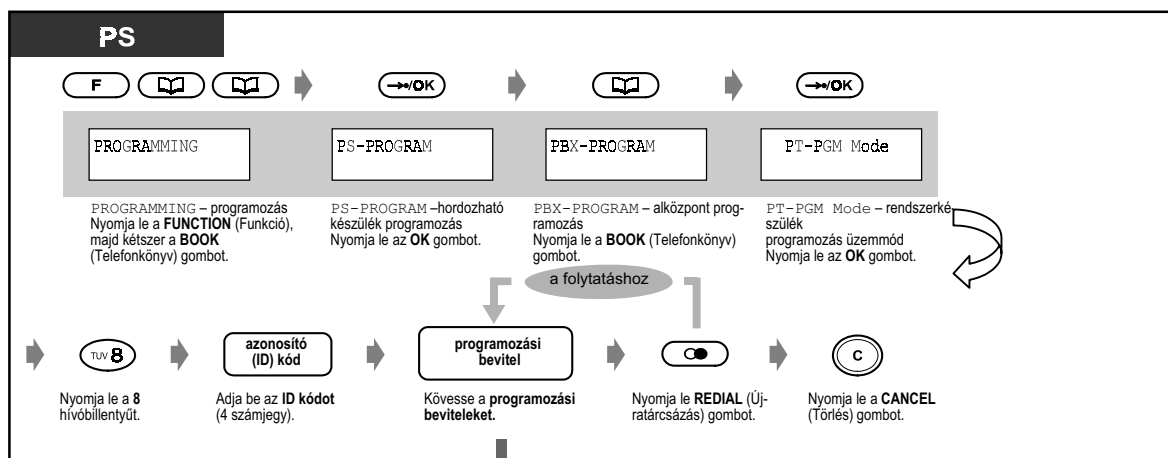 PS
F
→•/OK
→•/OK
PROGRAMMING
PS-PROGRAM
PBX-PROGRAM
PT-PGM Mode
PROGRAMMING – programozás
Nyomja le a FUNCTION (Funkció),
majd kétszer a BOOK
(Telefonkönyv) gombot.
PS-PROGRAM –hordozható
készülék programozás
Nyomja le az OK gombot.
PBX-PROGRAM – alközpont prog-
ramozás
Nyomja le a BOOK (Telefonkönyv)
gombot.
PT-PGM Mode – rendszerké
szülék
programozás üzemmód
Nyomja le az OK gombot.
a folytatáshoz
TUV 8
azonosító
(ID) kód
programozási
bevitel
C
Nyomja le a 8
hívóbillentyűt.
Adja be az ID kódot
(4 számjegy).
Kövesse a programozási
beviteleket.
Nyomja le REDIAL (Új-
ratárcsázás) gombot.
Nyomja le a CANCEL
(Törlés) gombot.